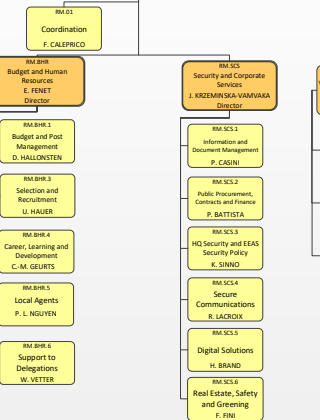 RM.01
Coordination
F. CALEPRICO
RM.BHR
Budget and Human
Resources
E. FENET
Director
RM.BHR.1
Budget and Post
Management
D. HALLONSTEN
RM.BHR.3
Selection and
Recruitment
U. HAUER
RM.BHR.4
Career, Learning and
Development
C.-M. GEURTS
RM.BHR.5
Local Agents
P. L. NGUYEN
RM.BHR.6
Support to
Delegations
W. VETTER
RM.SCS
Security and Corporate
Services
J. KRZEMINSKA-VAMVAKA
Director
RM.SCS.1
Information and
Document Management
P. CASINI
RM.SCS.2
Public Procurement,
Contracts and Finance
P. BATTISTA
RM.SCS.3
HQ Security and EEAS
Security Policy
K. SINNO
RM.SCS.4
Secure
Communications
R. LACROIX
RM.SCS.5
Digital Solutions
H. BRAND
RM.SCS.6
Real Estate, Safety
and Greening
F. FINI